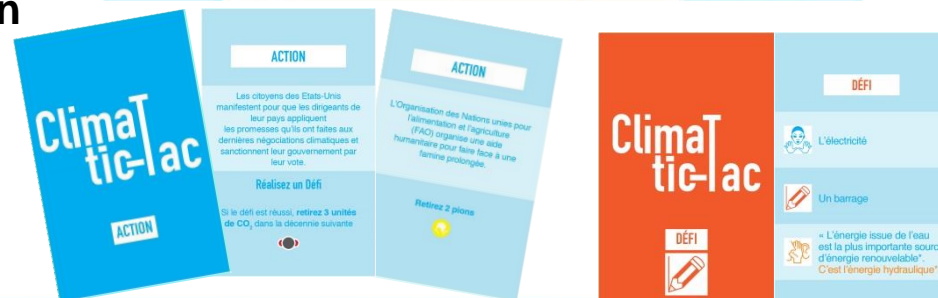 n
ClimaT
tic-Tac
ACTION
ACTION
Les citoyens des Etats-Unis
manifestent pour que les dirigeants de
leur pays appliquent
les promesses qu'ils ont faites aux
dernières négociations climatiques et
sanctionnent leur gouvernement par
leur vote.
Réalisez un Défi
Si le défi est réussi, retirez 3 unités
de CO2 dans la décennie suivante
ACTION
L'Organisation des Nations unies pour
l'alimentation et l'agriculture
(FAO) organise une aide
humanitaire pour faire face à une
famine prolongée.
Retirez 2 pions
ClimaT
tic-Tac
DÉFI
DÉFI
L'électricité
Un barrage
« L'énergie issue de l'eau
est la plus importante sourc
d'énergie renouvelable*.
C'est l'énergie hydraulique*